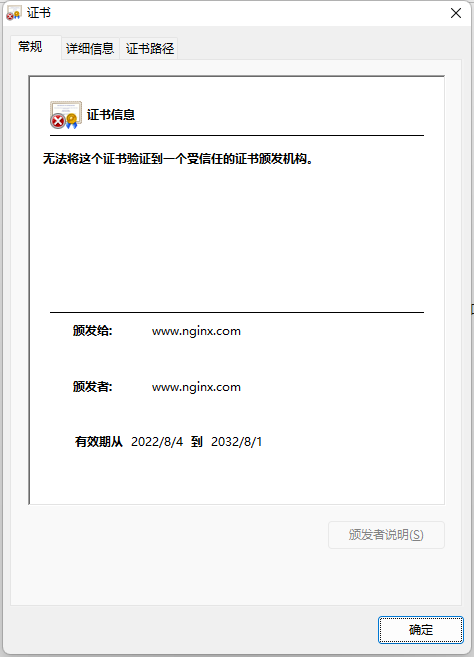 证书
常规 详细信息 证书路径
证书信息
无法将这个证书验证到一个受信任的证书颁发机构。
颁发给: www.nginx.com
颁发者: www.nginx.com
有效期从 2022/8/4 到 2032/8/1
颁发者说明(S)
确定